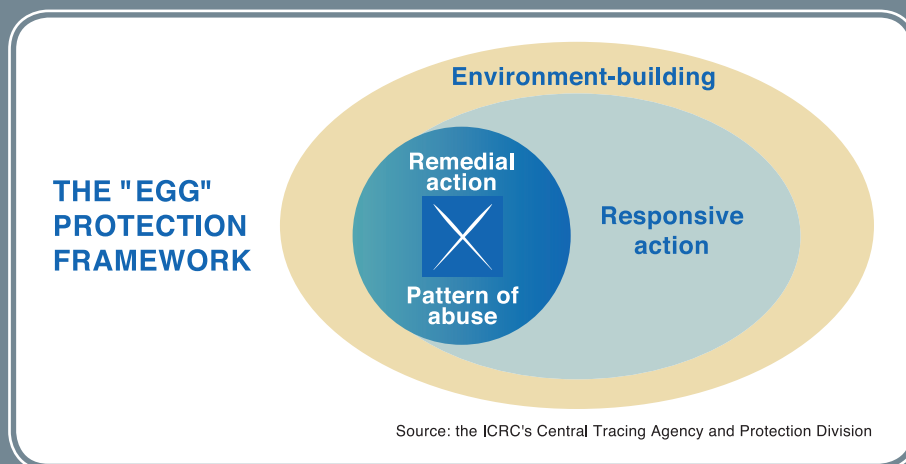 THE "EGG"
PROTECTION
FRAMEWORK
Environment-building
Remedial
action
Pattern of
abuse
Responsive
action
Source: the ICRC's Central Tracing Agency and Protection Division